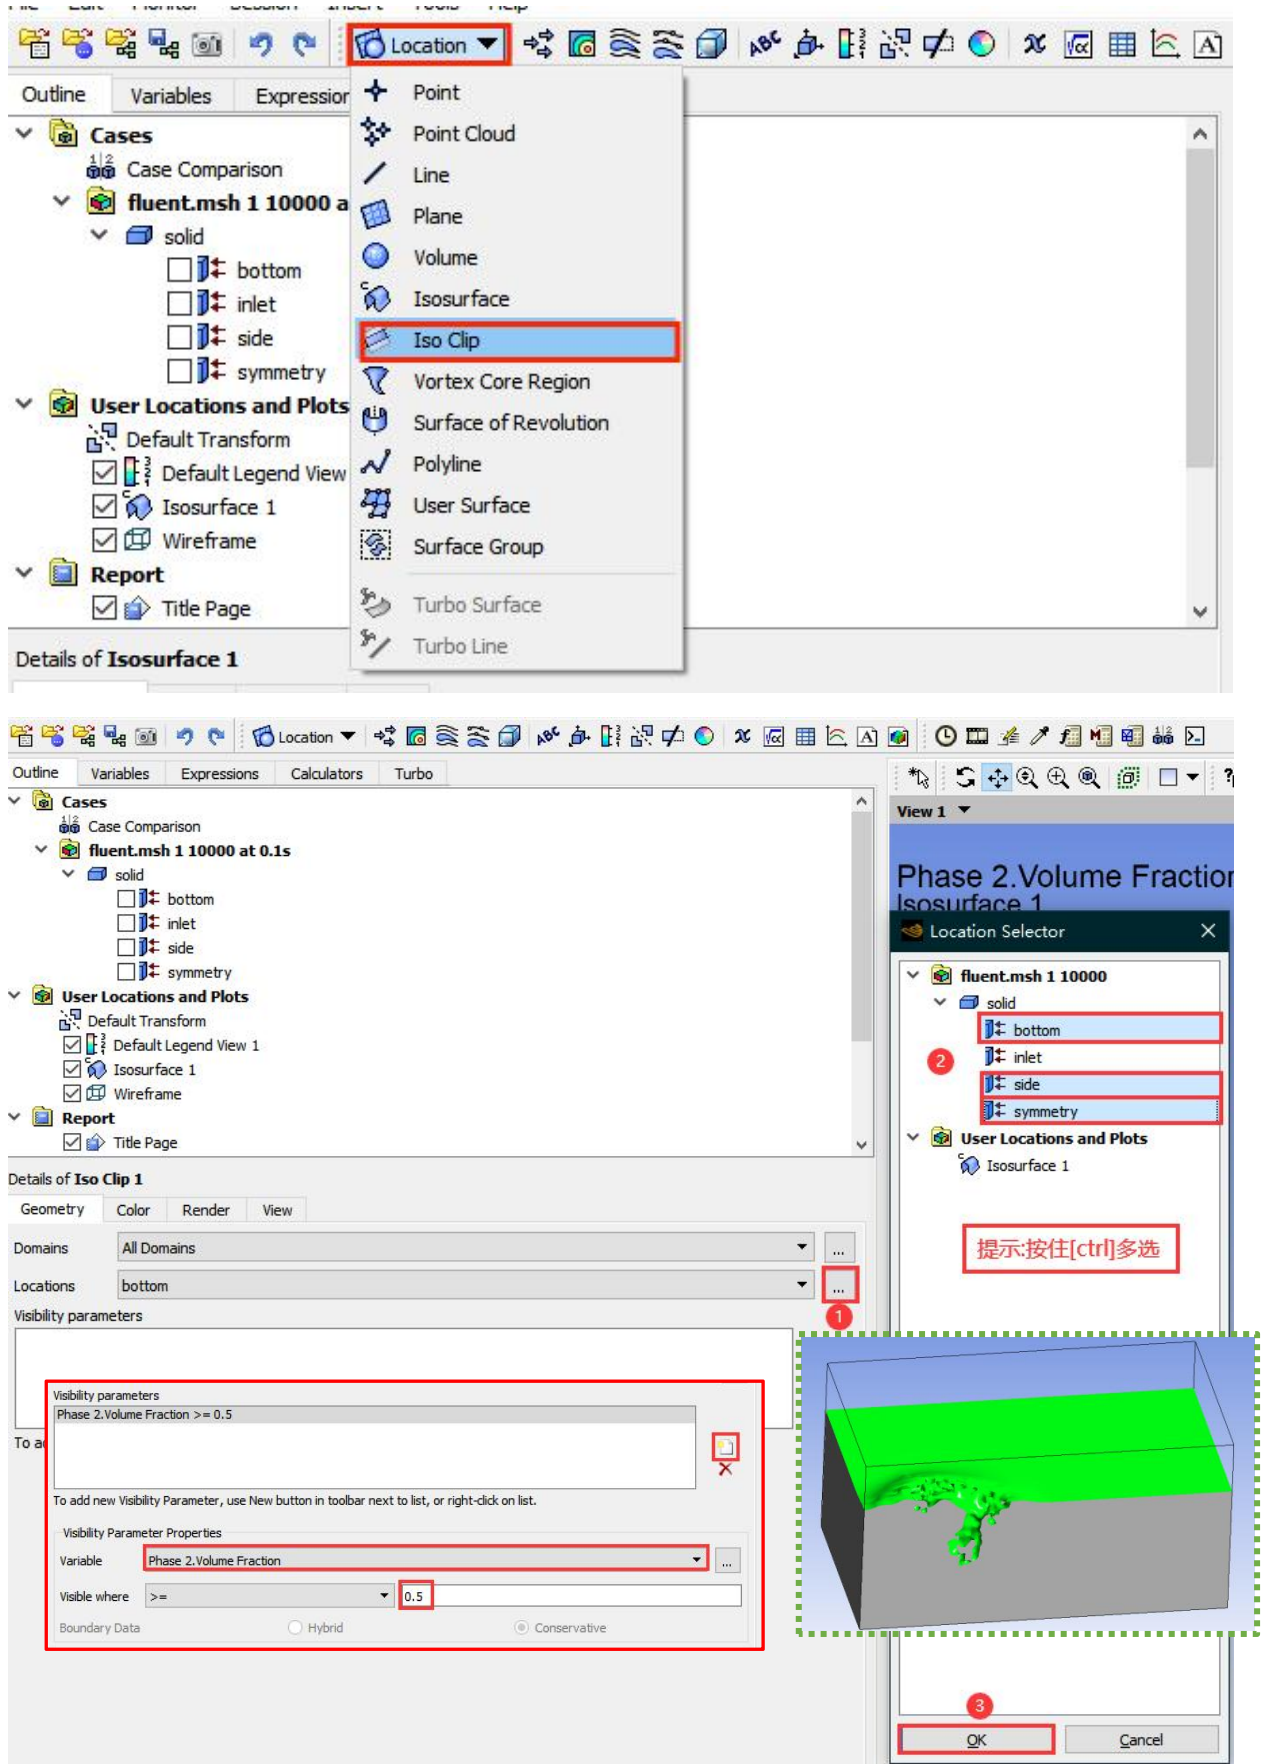 Location
Outline
Variables
Expression
Cases
Case Comparison
fluent.msh 1 10000 a
solid
bottom
inlet
side
symmetry
User Locations and Plots
Default Transform
Default Legend View
Isosurface 1
Wireframe
Report
Title Page
Point
Point Cloud
Line
Plane
Volume
Isosurface
Iso Clip
Vortex Core Region
Surface of Revolution
Polyline
User Surface
Surface Group
Turbo Surface
Turbo Line
Details of Isosurface 1
Location
Outline
Variables
Expressions
Calculators
Turbo
Cases
Case Comparison
fluent.msh 1 10000 at 0.1s
solid
bottom
inlet
side
symmetry
User Locations and Plots
Default Transform
Default Legend View 1
Isosurface 1
Wireframe
Report
Title Page
Details of Iso Clip 1
Geometry
Color
Render
View
Domains
All Domains
...
Locations
bottom
...
1
Visibility parameters
To a
Visibility parameters
Phase 2.Volume Fraction >= 0.5
To add new Visibility Parameter, use New button in toolbar next to list, or right-click on list.
Visibility Parameter Properties
Variable
Phase 2.Volume Fraction
...
Visible where
>=
0.5
Boundary Data
Hybrid
Conservative
View 1
Phase 2.Volume Fraction
Isosurface 1
Location Selector
fluent.msh 1 10000
solid
bottom
2
inlet
side
symmetry
User Locations and Plots
Isosurface 1
提示:按住[ctrl]多选
3
OK
Cancel